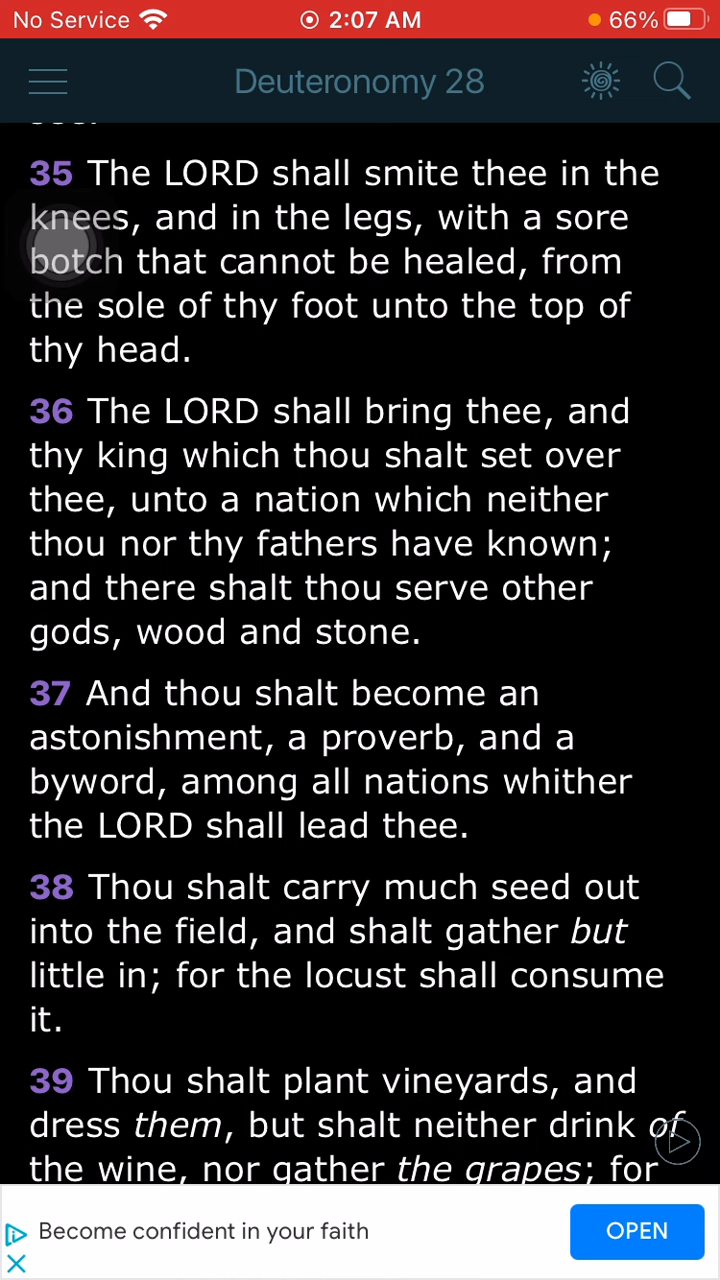 No Service 2:07 AM 66%
Deuteronomy 28
35 The LORD shall smite thee in the
knees, and in the legs, with a sore
botch that cannot be healed, from
the sole of thy foot unto the top of
thy head.
36 The LORD shall bring thee, and
thy king which thou shalt set over
thee, unto a nation which neither
thou nor thy fathers have known;
and there shalt thou serve other
gods, wood and stone.
37 And thou shalt become an
astonishment, a proverb, and a
byword, among all nations whither
the LORD shall lead thee.
38 Thou shalt carry much seed out
into the field, and shalt gather but
little in; for the locust shall consume
it.
39 Thou shalt plant vineyards, and
dress them, but shalt neither drink of
the wine, nor gather the grapes; for
Become confident in your faith
OPEN